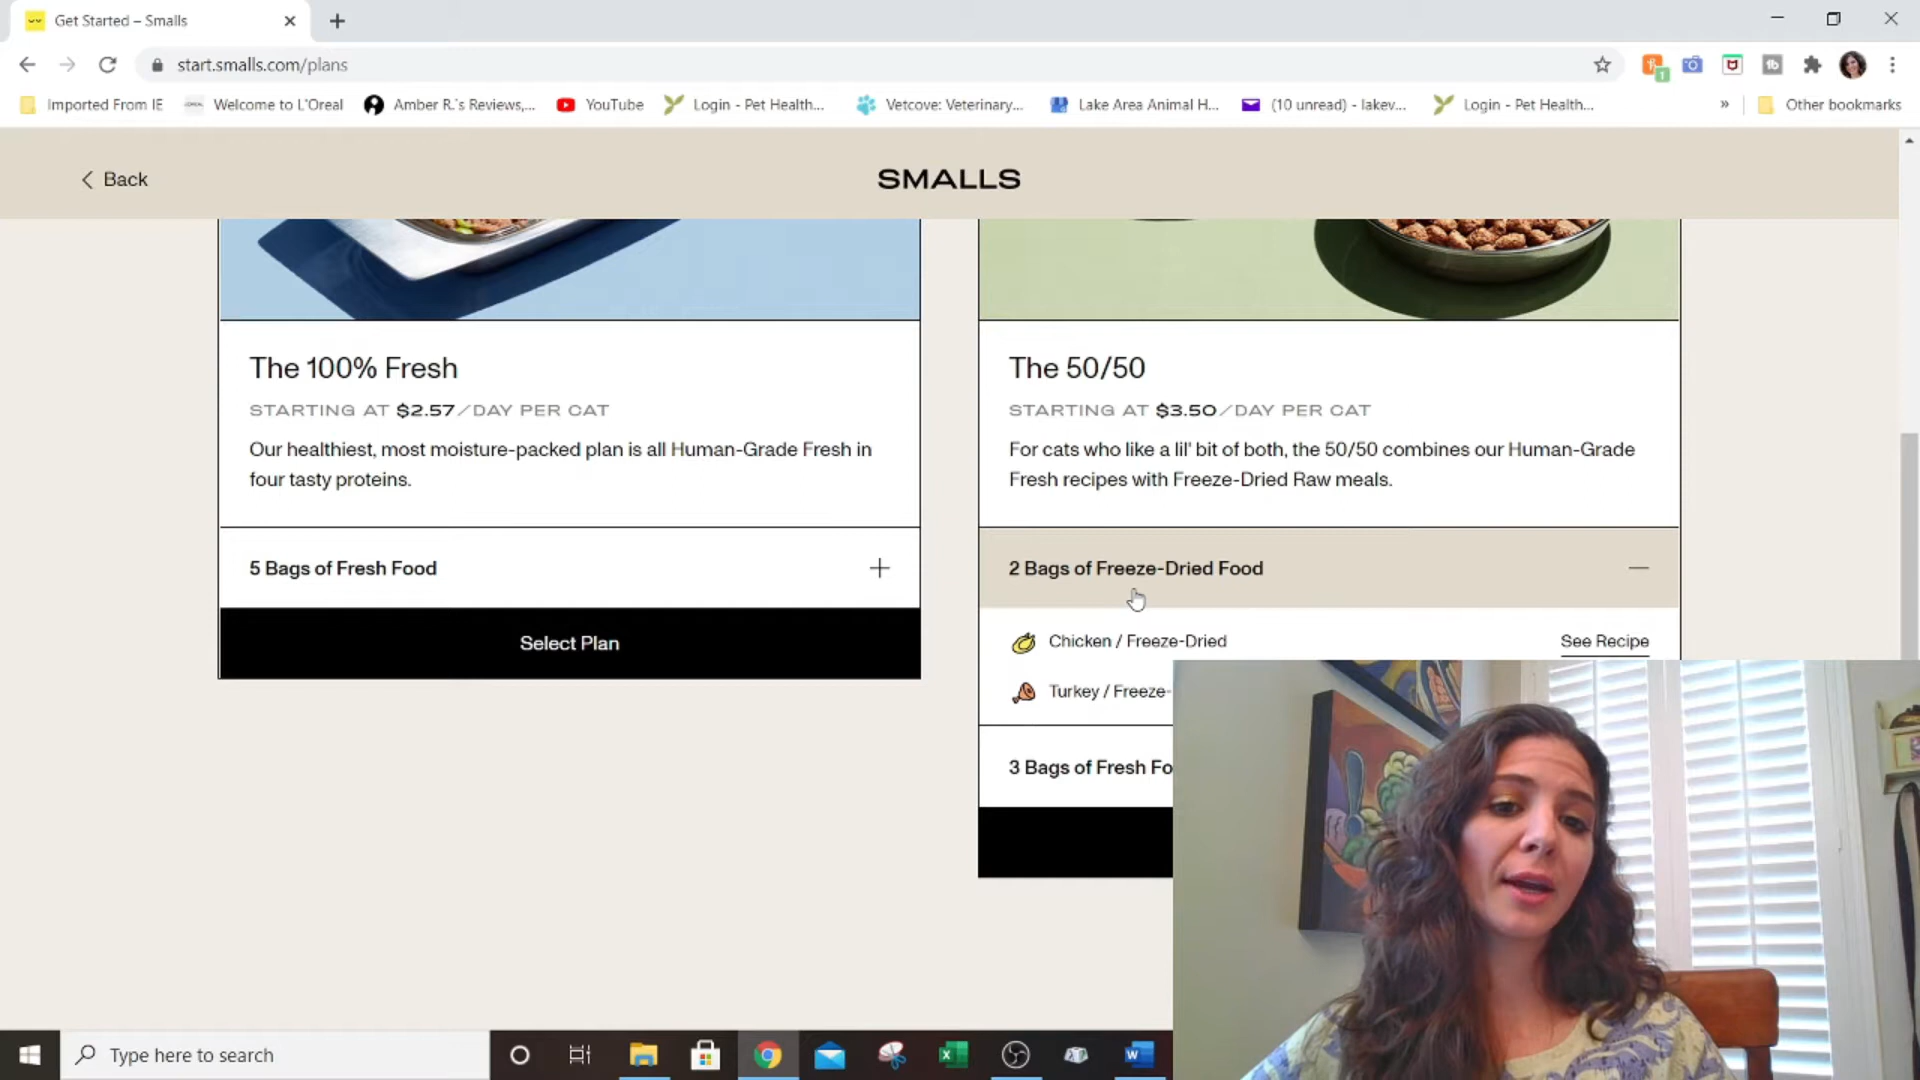 Get Started – Smalls
start.smalls.com/plans
Imported From IE
Welcome to L'Oreal
Amber R.'s Reviews,...
YouTube
Login - Pet Health...
Vetcove: Veterinary...
Lake Area Animal H...
(10 unread) - lakev...
Login - Pet Health...
»
Other bookmarks
Back
SMALLS
The 100% Fresh
STARTING AT $2.57/DAY PER CAT
Our healthiest, most moisture-packed plan is all Human-Grade Fresh in
four tasty proteins.
5 Bags of Fresh Food
Select Plan
The 50/50
STARTING AT $3.50/DAY PER CAT
For cats who like a lil' bit of both, the 50/50 combines our Human-Grade
Fresh recipes with Freeze-Dried Raw meals.
2 Bags of Freeze-Dried Food
Chicken / Freeze-Dried
See Recipe
Turkey / Freeze-
3 Bags of Fresh Fo
Type here to search